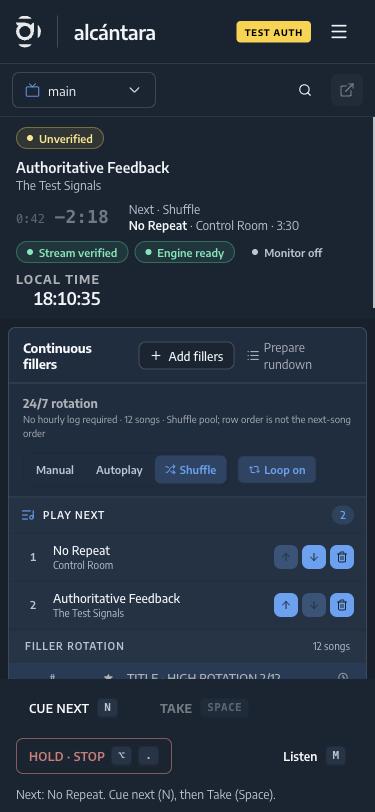 alcántara
TEST AUTH
main
Unverified
Authoritative Feedback
The Test Signals
0:42 −2:18
Next · Shuffle
No Repeat · Control Room · 3:30
Stream verified
Engine ready
Monitor off
LOCAL TIME
18:10:35
Continuous
fillers
Add fillers
Prepare
rundown
24/7 rotation
No hourly log required · 12 songs · Shuffle pool; row order is not the next-song
order
Manual
Autoplay
Shuffle
Loop on
PLAY NEXT
2
1
No Repeat
Control Room
2
Authoritative Feedback
The Test Signals
FILLER ROTATION
12 songs
# TITLE · HIGH ROTATION 2/12
CUE NEXT N
TAKE SPACE
HOLD · STOP ⌥ .
Listen M
Next: No Repeat. Cue next (N), then Take (Space).